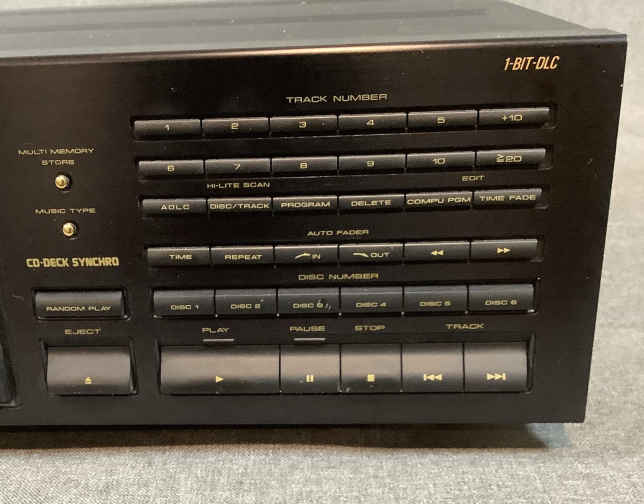 1-BIT-DLC
TRACK NUMBER
1 2 3 4 5 +10
MULTI MEMORY
STORE
6 7 8 9 10 ≧20
HI-LITE SCAN EDIT
ADLC DISC/TRACK PROGRAM DELETE COMPU PGM TIME FADE
MUSIC TYPE
AUTO FADER
TIME REPEAT IN OUT ◀◀ ▶▶
CD-DECK SYNCHRO
DISC NUMBER
RANDOM PLAY DISC 1 DISC 2 DISC 3 DISC 4 DISC 5 DISC 6
EJECT PLAY PAUSE STOP TRACK